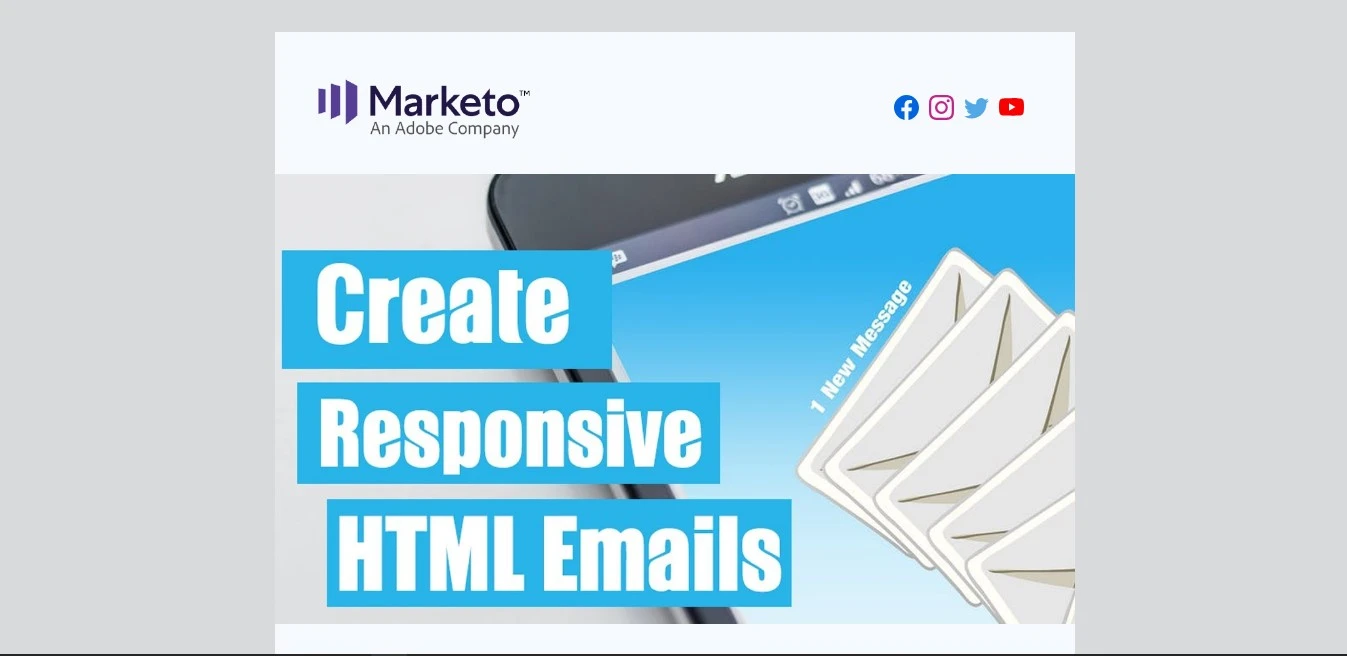 Marketo™
An Adobe Company
Create
Responsive
HTML Emails
1 New Message